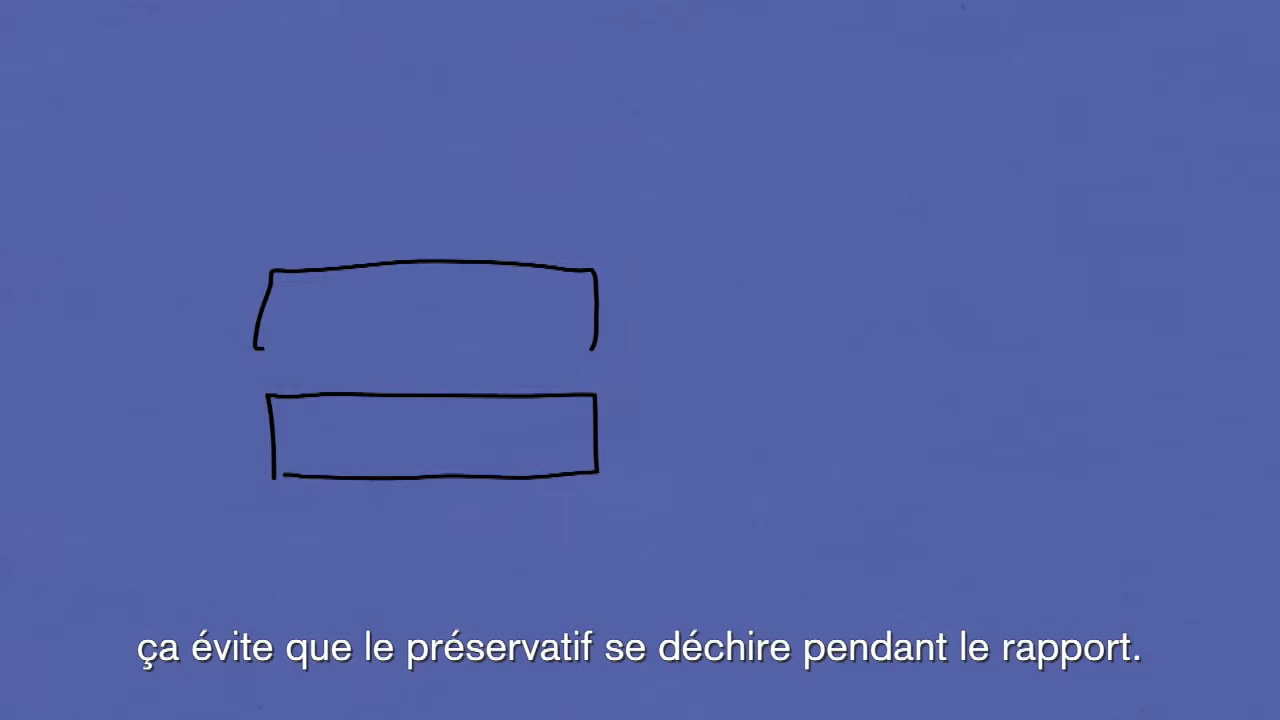 ça évite que le préservatif se déchire pendant le rapport.